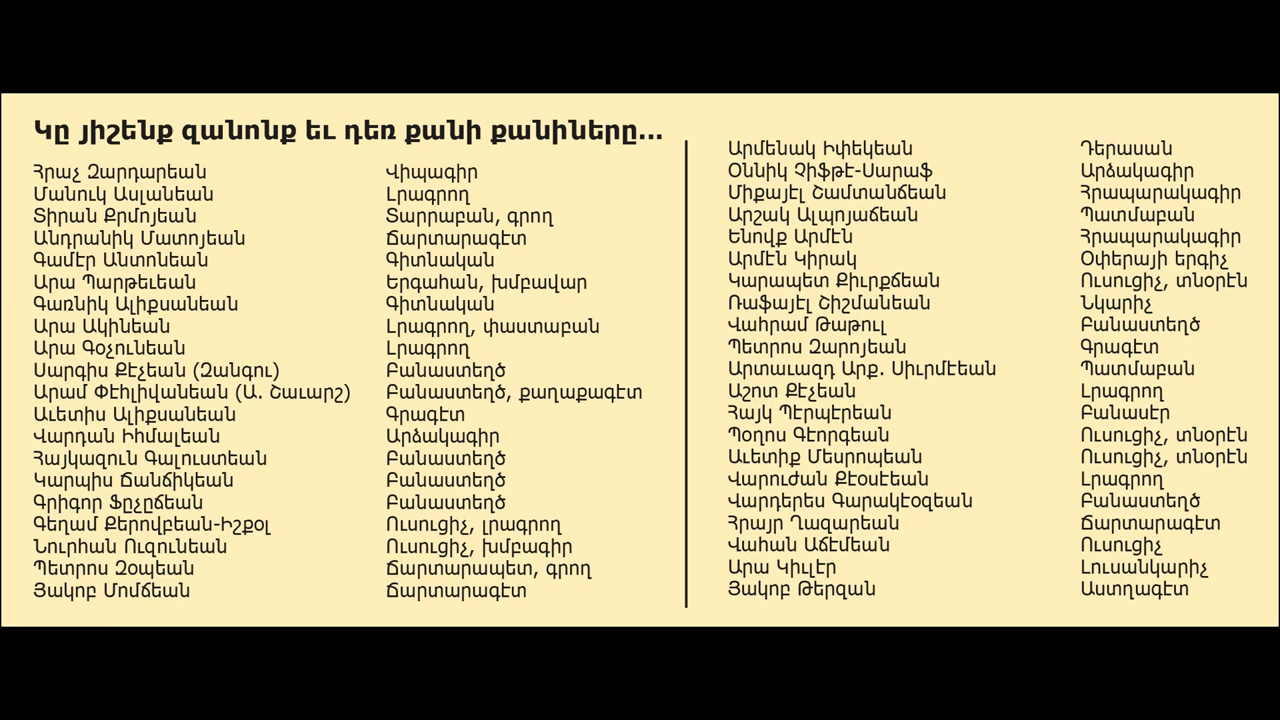 Կը յիշենք զանոնք եւ դեռ քանի քանիները...
Հրաչ Զարդարեան Վիպագիր
Մանուկ Ասլանեան Լրագրող
Տիրան Քրմոյեան Տարրաբան, գրող
Անդրանիկ Մատոյեան Ճարտարագէտ
Գամէր Անտոնեան Գիտնական
Արա Պարթեւեան Երգահան, խմբավար
Գառնիկ Ալիքսանեան Գիտնական
Արա Ակինեան Լրագրող, փաստաբան
Արա Գօչունեան Լրագրող
Սարգիս Քէչեան (Զանգու) Բանաստեղծ
Արամ Փէհլիվանեան (Ա. Շաւարշ) Բանաստեղծ, քաղաքագէտ
Աւետիս Ալիքսանեան Գրագէտ
Վարդան Իհմալեան Արձակագիր
Հայկազուն Գալուստեան Բանաստեղծ
Կարպիս Ճանճիկեան Բանաստեղծ
Գրիգոր Ֆըչըճեան Բանաստեղծ
Գեղամ Քերովբեան-Իշքօլ Ուսուցիչ, լրագրող
Նուրհան Ուզունեան Ուսուցիչ, խմբագիր
Պետրոս Զօպեան Ճարտարապետ, գրող
Յակոբ Մոմճեան Ճարտարագէտ
Արմենակ Իփեկեան Դերասան
Օննիկ Չիֆթէ-Սարաֆ Արձակագիր
Միքայէլ Շամտանճեան Հրապարակագիր
Արշակ Ալպոյաճեան Պատմաբան
Ենովք Արմէն Հրապարակագիր
Արմէն Կիրակ Օփերայի երգիչ
Կարապետ Քիւրքճեան Ուսուցիչ, տնօրէն
Ռաֆայէլ Շիշմանեան Նկարիչ
Վահրամ Թաթուլ Բանաստեղծ
Պետրոս Զարոյեան Գրագէտ
Արտաւազդ Արք. Սիւրմէեան Պատմաբան
Աշոտ Քէչեան Լրագրող
Հայկ Պէրպէրեան Բանասէր
Պօղոս Գէորգեան Ուսուցիչ, տնօրէն
Աւետիք Մեսրոպեան Ուսուցիչ, տնօրէն
Վարուժան Քէօսէեան Լրագրող
Վարդերես Գարակէօզեան Բանաստեղծ
Հրայր Ղազարեան Ճարտարագէտ
Վահան Աճէմեան Ուսուցիչ
Արա Կիւլէր Լուսանկարիչ
Յակոբ Թերզան Աստղագէտ